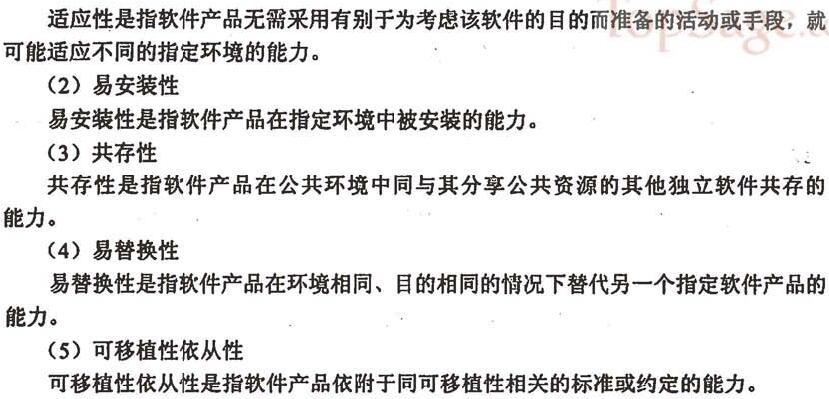 适应性是指软件产品无需采用有别于为考虑该软件的目的而准备的活动或手段，就
可能适应不同的指定环境的能力。
（2）易安装性
易安装性是指软件产品在指定环境中被安装的能力。
（3）共存性
共存性是指软件产品在公共环境中同与其分享公共资源的其他独立软件共存的
能力。
（4）易替换性
易替换性是指软件产品在环境相同、目的相同的情况下替代另一个指定软件产品的
能力。
（5）可移植性依从性
可移植性依从性是指软件产品依附于同可移植性相关的标准或约定的能力。